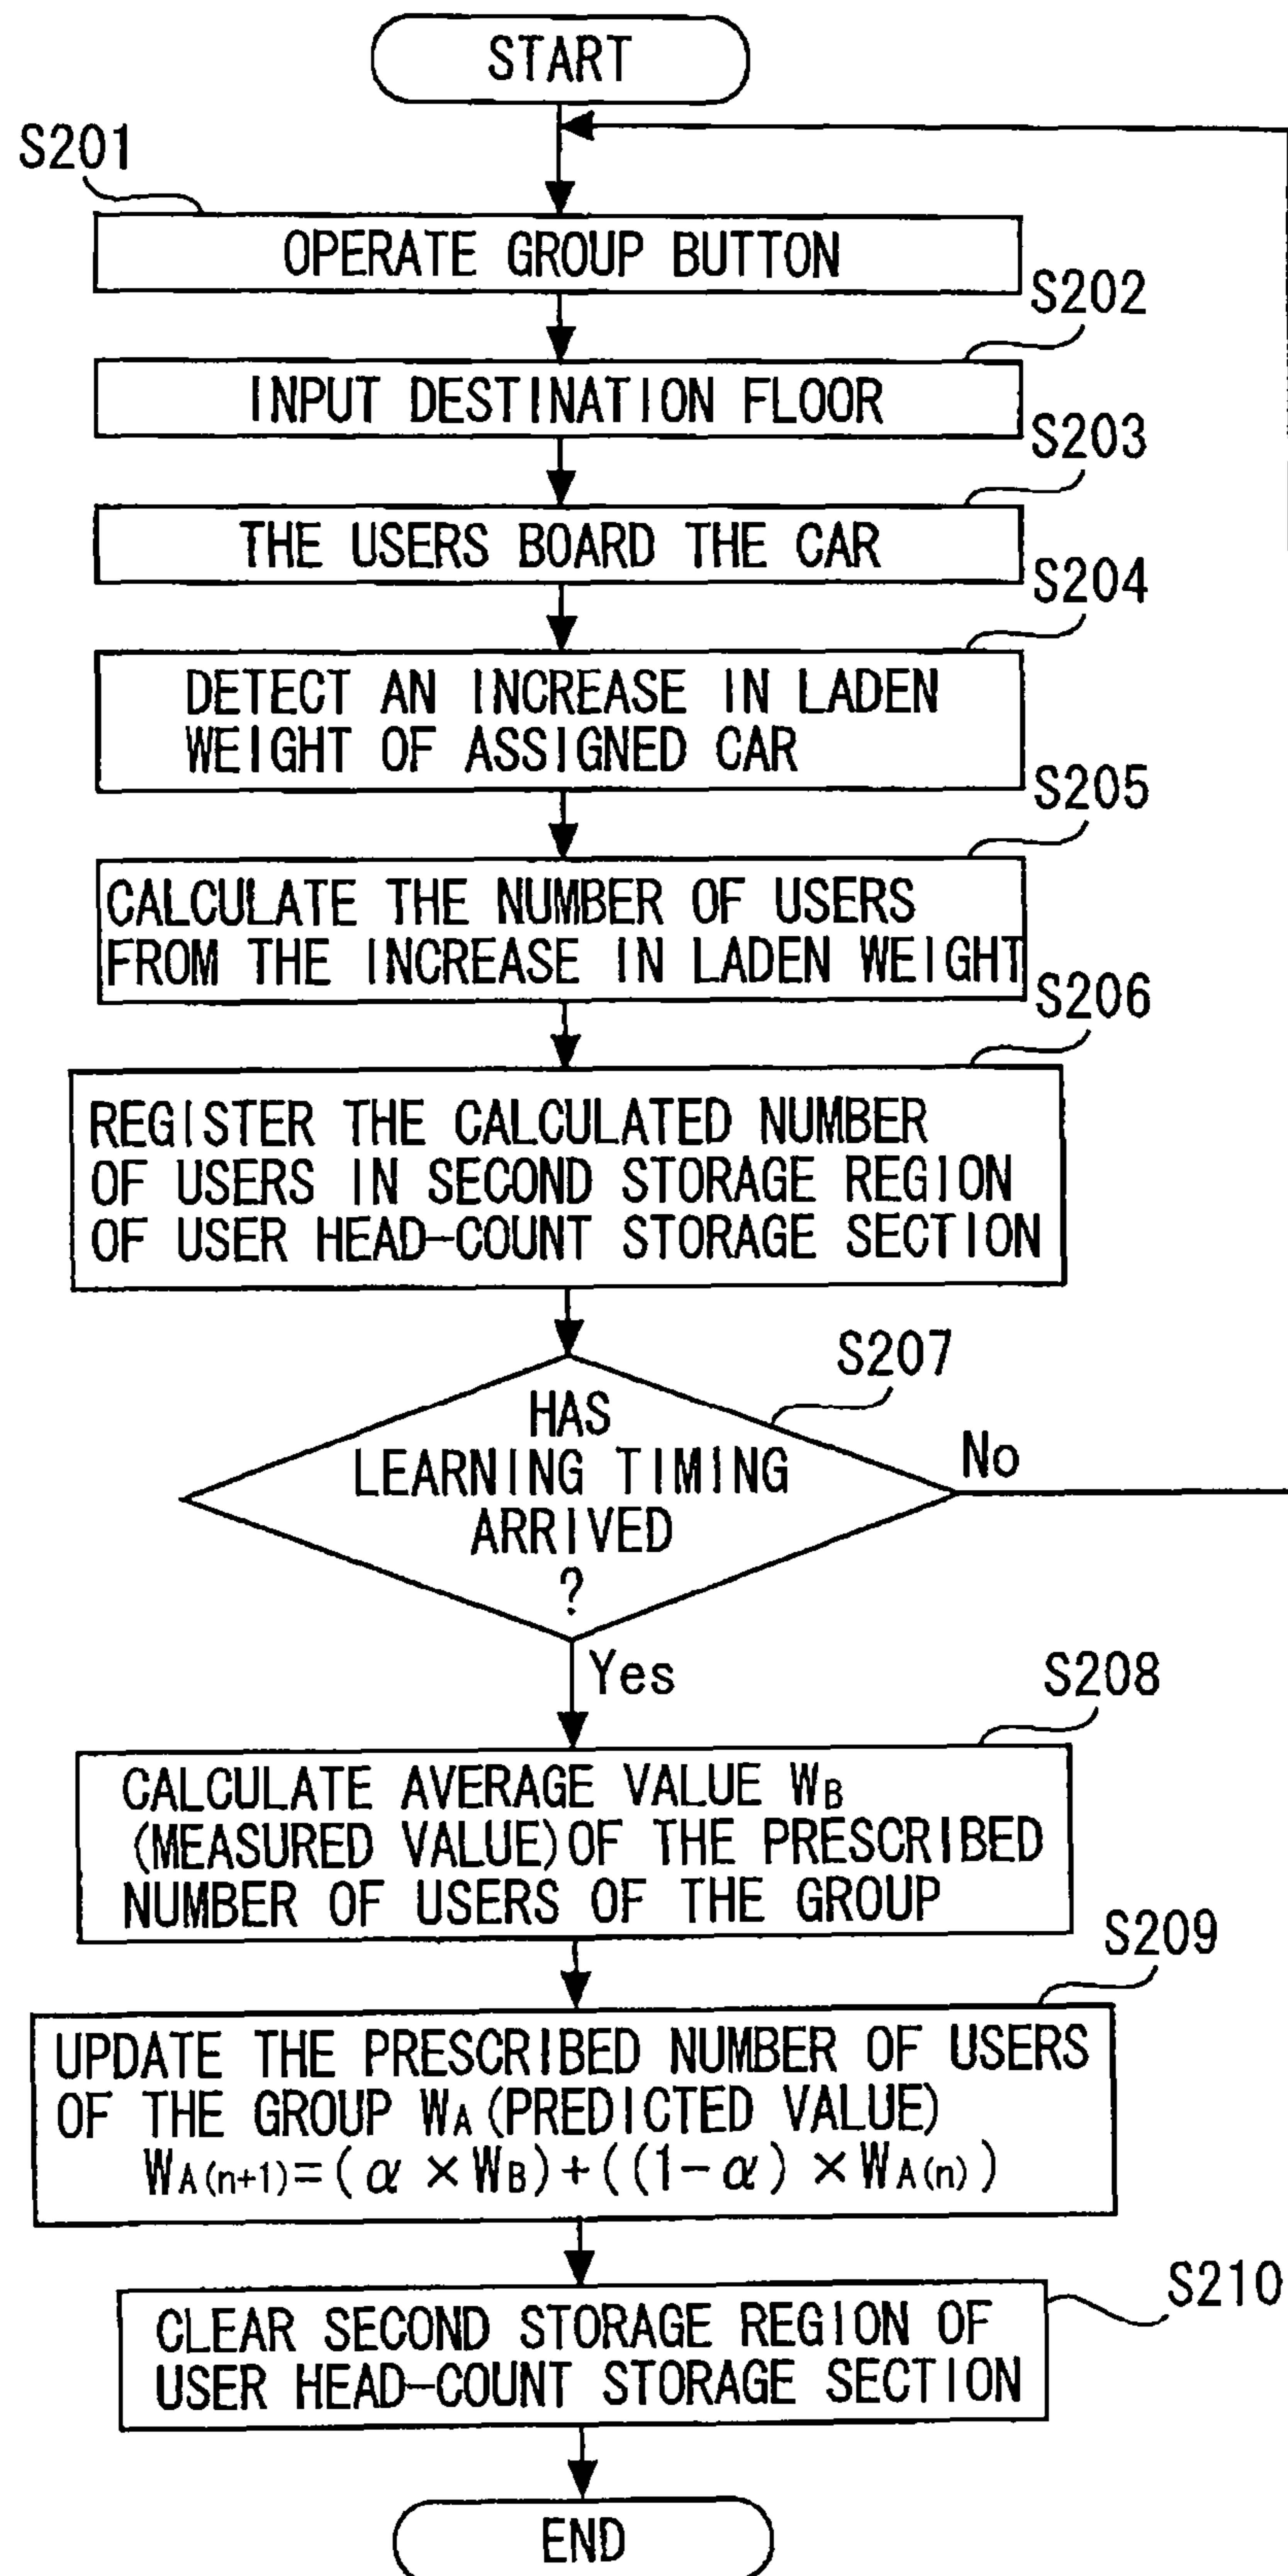 START
S201
OPERATE GROUP BUTTON
S202
INPUT DESTINATION FLOOR
S203
THE USERS BOARD THE CAR
S204
DETECT AN INCREASE IN LADEN
WEIGHT OF ASSIGNED CAR
S205
CALCULATE THE NUMBER OF USERS
FROM THE INCREASE IN LADEN WEIGHT
S206
REGISTER THE CALCULATED NUMBER
OF USERS IN SECOND STORAGE REGION
OF USER HEAD-COUNT STORAGE SECTION
S207
HAS
LEARNING TIMING
ARRIVED
?
No
Yes
S208
CALCULATE AVERAGE VALUE WB
(MEASURED VALUE)OF THE PRESCRIBED
NUMBER OF USERS OF THE GROUP
S209
UPDATE THE PRESCRIBED NUMBER OF USERS
OF THE GROUP WA(PREDICTED VALUE)
WA(n+1)=(α×WB)+((1-α)×WA(n))
S210
CLEAR SECOND STORAGE REGION OF
USER HEAD-COUNT STORAGE SECTION
END